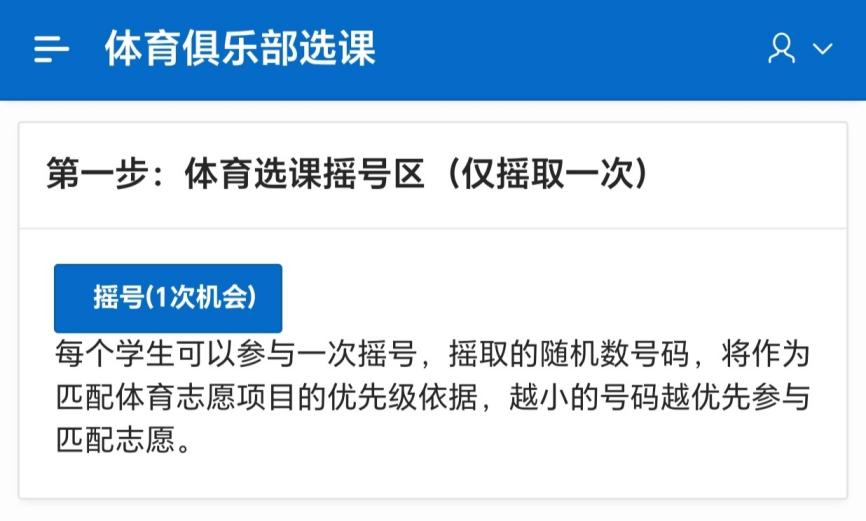 体育俱乐部选课
第一步：体育选课摇号区（仅摇取一次）
摇号(1次机会)
每个学生可以参与一次摇号，摇取的随机数号码，将作为
匹配体育志愿项目的优先级依据，越小的号码越优先参与
匹配志愿。